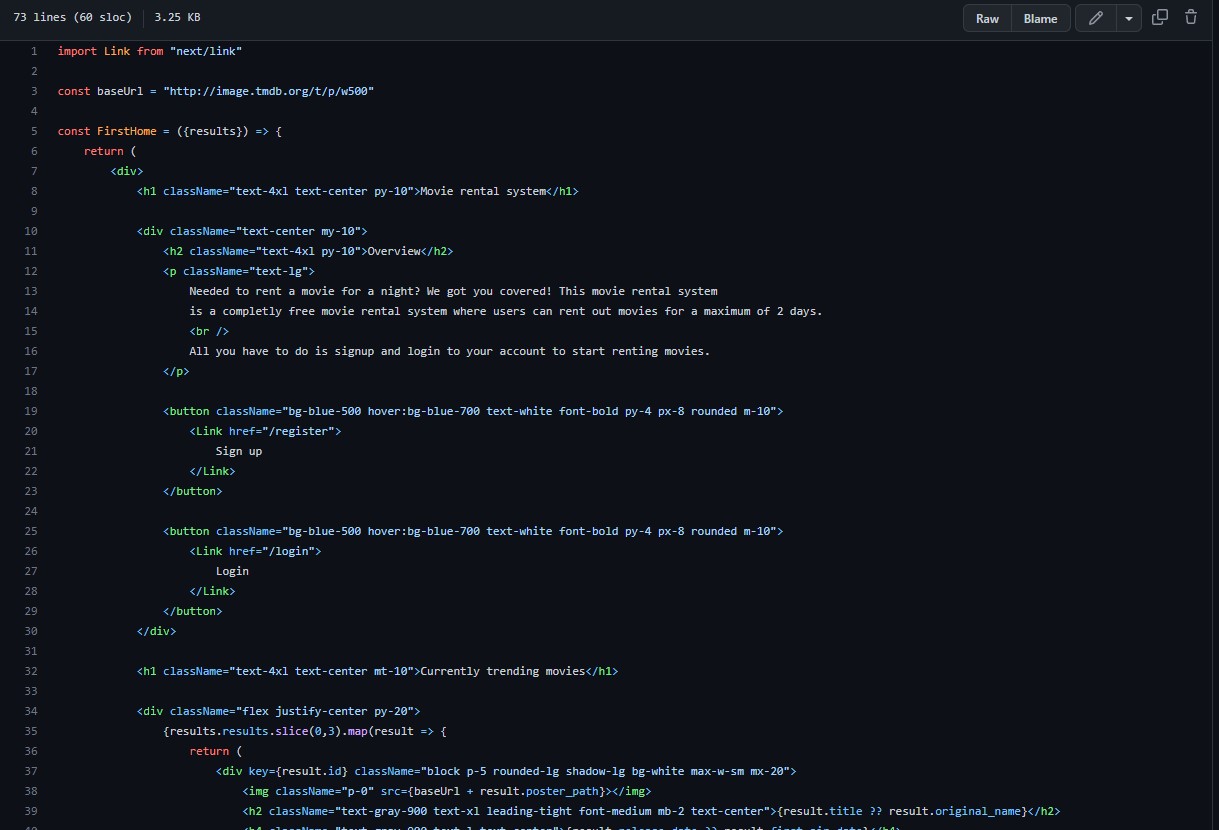 73 lines (60 sloc) 3.25 KB Raw Blame
1 import Link from "next/link"
2
3 const baseUrl = "http://image.tmdb.org/t/p/w500"
4
5 const FirstHome = ({results}) => {
6 return (
7 <div>
8 <h1 className="text-4xl text-center py-10">Movie rental system</h1>
9
10 <div className="text-center my-10">
11 <h2 className="text-4xl py-10">Overview</h2>
12 <p className="text-lg">
13 Needed to rent a movie for a night? We got you covered! This movie rental system
14 is a completly free movie rental system where users can rent out movies for a maximum of 2 days.
15 <br />
16 All you have to do is signup and login to your account to start renting movies.
17 </p>
18
19 <button className="bg-blue-500 hover:bg-blue-700 text-white font-bold py-4 px-8 rounded m-10">
20 <Link href="/register">
21 Sign up
22 </Link>
23 </button>
24
25 <button className="bg-blue-500 hover:bg-blue-700 text-white font-bold py-4 px-8 rounded m-10">
26 <Link href="/login">
27 Login
28 </Link>
29 </button>
30 </div>
31
32 <h1 className="text-4xl text-center mt-10">Currently trending movies</h1>
33
34 <div className="flex justify-center py-20">
35 {results.results.slice(0,3).map(result => {
36 return (
37 <div key={result.id} className="block p-5 rounded-lg shadow-lg bg-white max-w-sm mx-20">
38 <img className="p-0" src={baseUrl + result.poster_path}></img>
39 <h2 className="text-gray-900 text-xl leading-tight font-medium mb-2 text-center">{result.title ?? result.original_name}</h2>